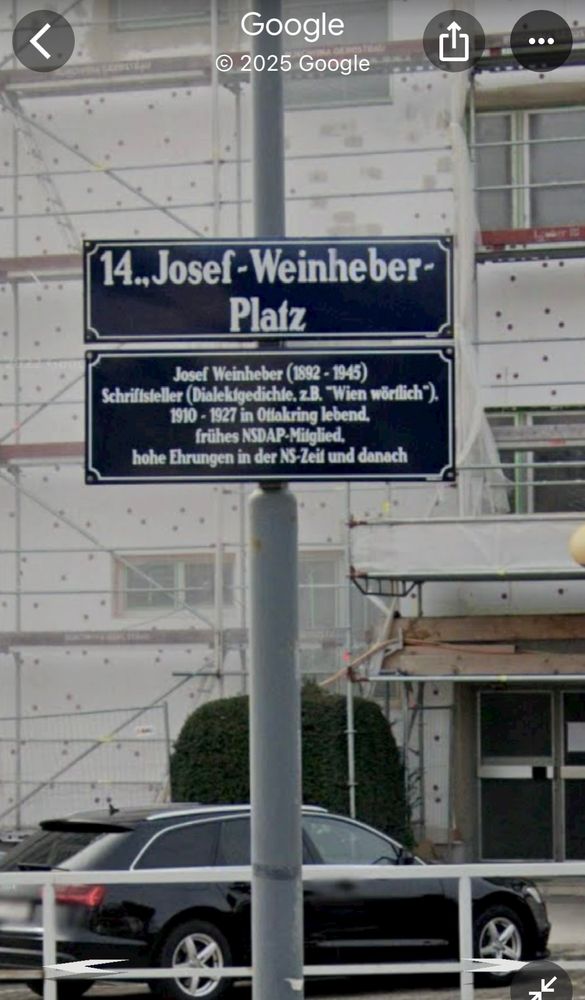 Google
© 2025 Google
14.,Josef-Weinheber-
Platz
Josef Weinheber (1892 - 1945)
Schriftsteller (Dialektgedichte, z.B. "Wien wörtlich"),
1910 - 1927 in Ottakring lebend,
frühes NSDAP-Mitglied,
hohe Ehrungen in der NS-Zeit und danach